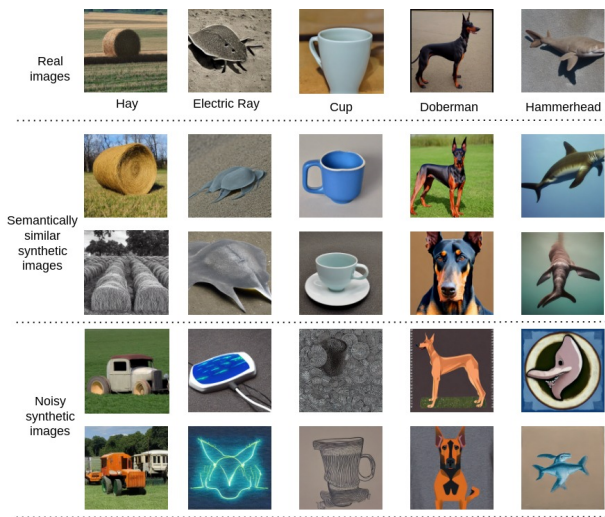 Real
images
Hay
Electric Ray
Cup
Doberman
Hammerhead
Semantically
similar
synthetic
images
Noisy
synthetic
images